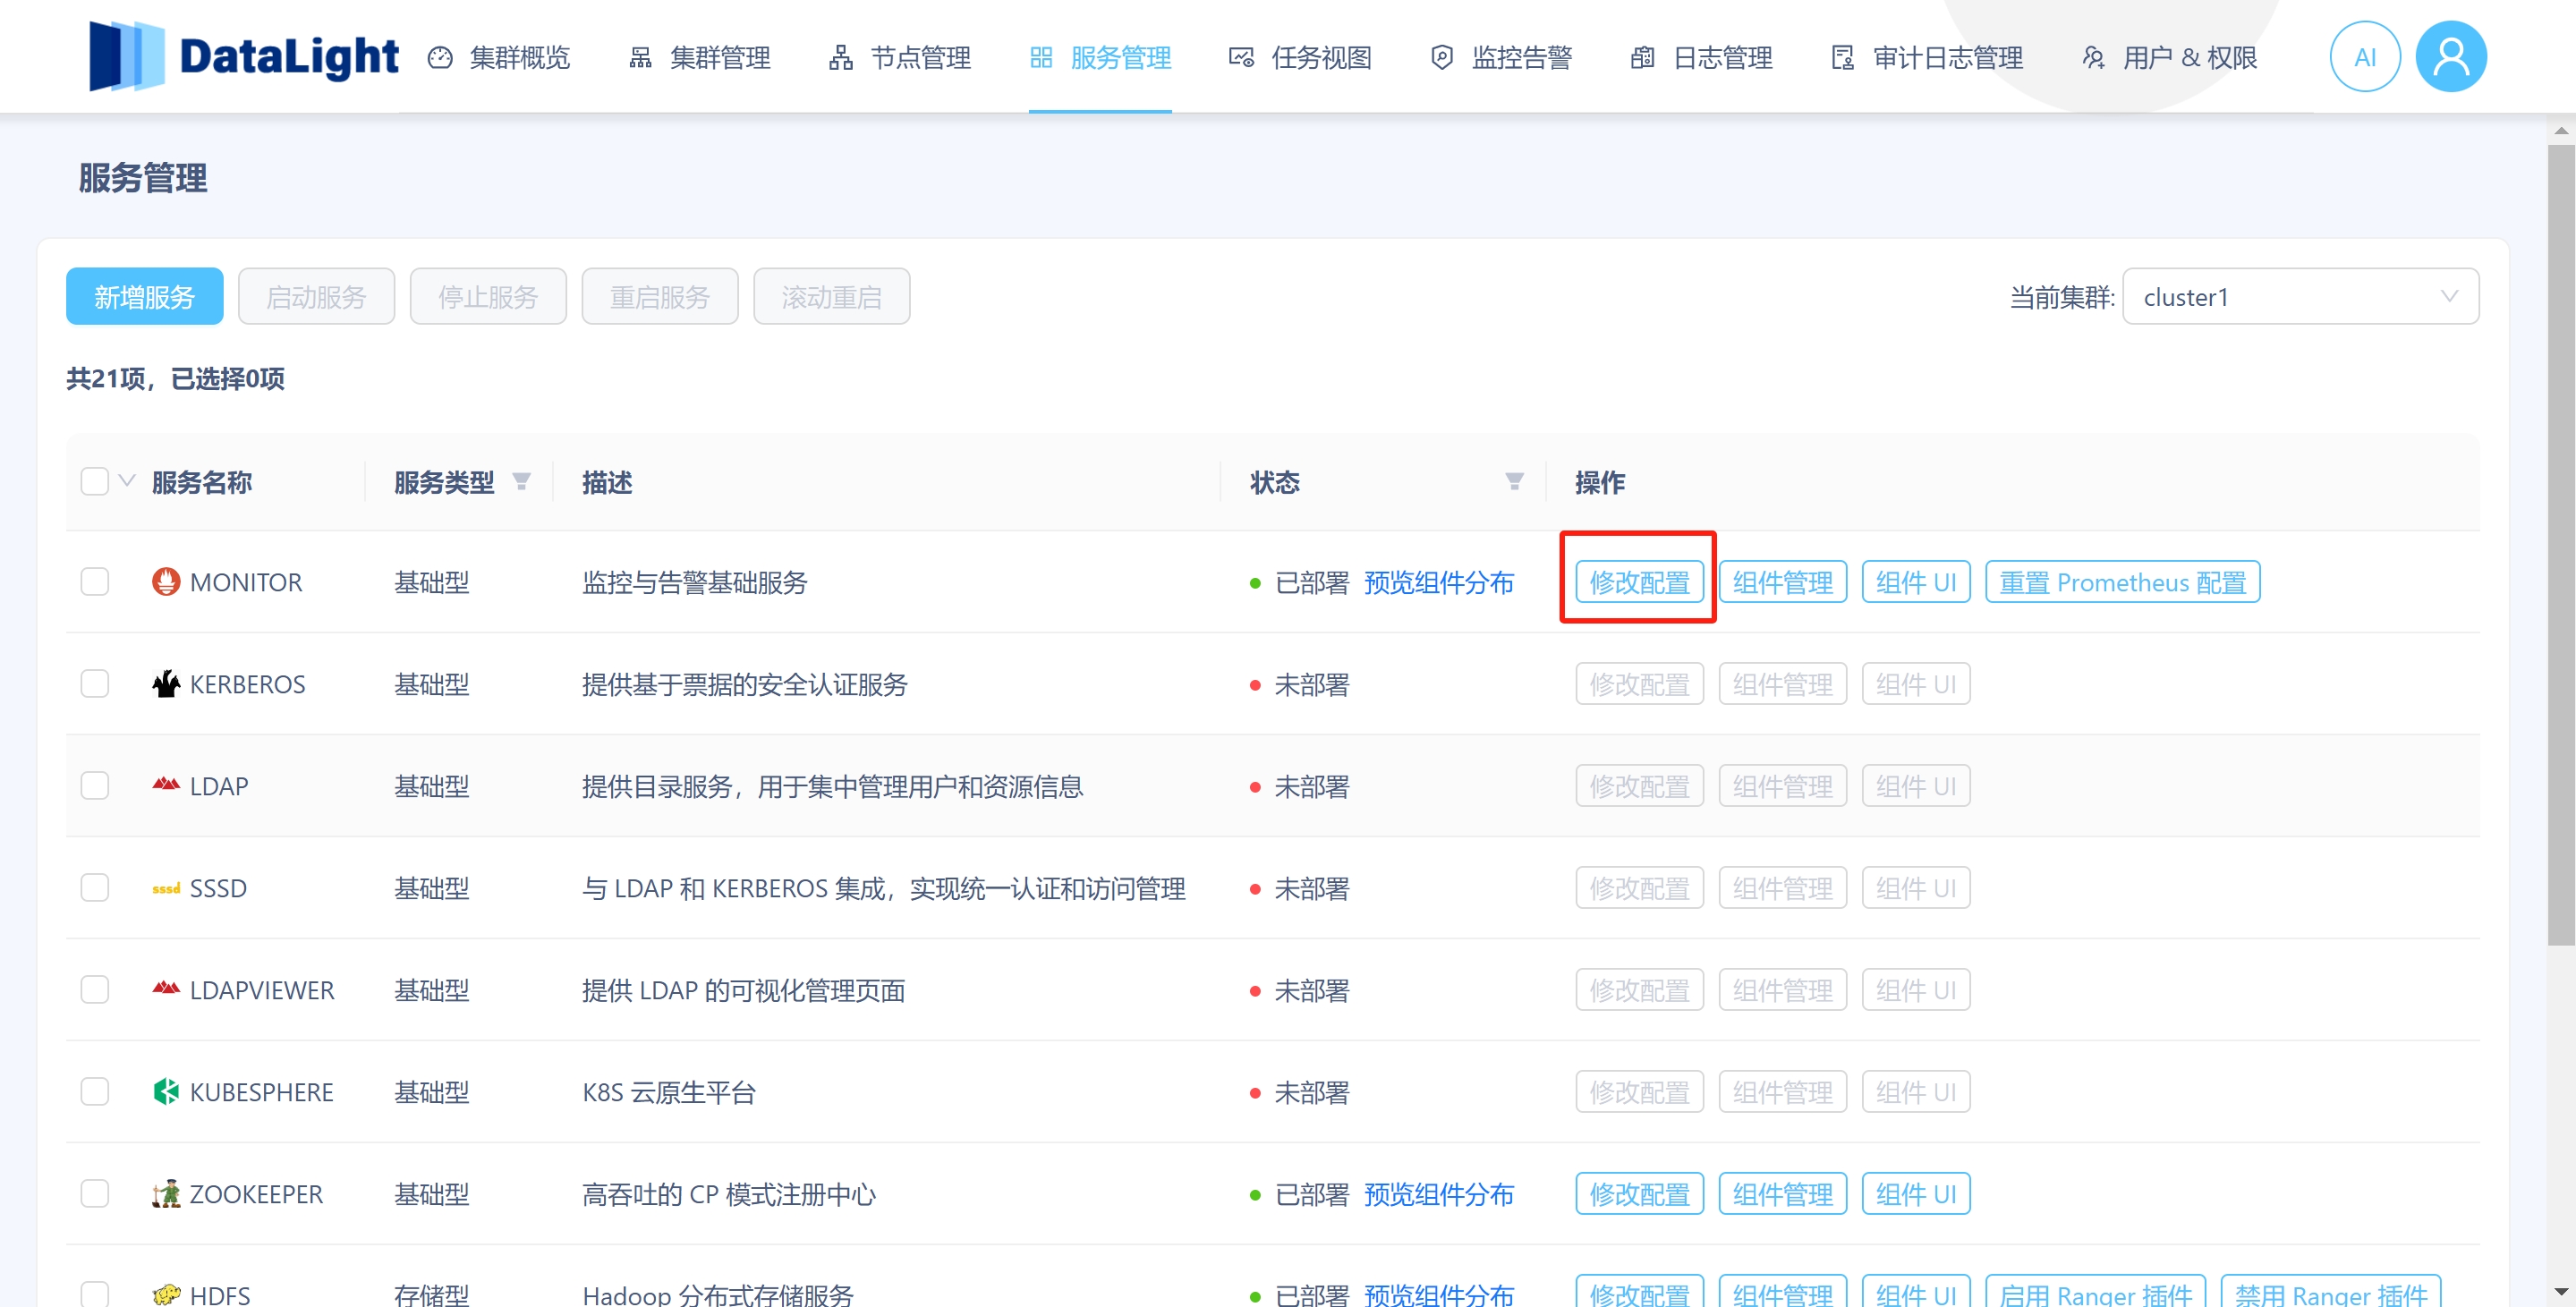 DataLight 集群概览 集群管理 节点管理 服务管理 任务视图 监控告警 日志管理 审计日志管理 用户 & 权限 AI
服务管理
新增服务 启动服务 停止服务 重启服务 滚动重启 当前集群: cluster1
共21项，已选择0项
服务名称 服务类型 描述 状态 操作
MONITOR 基础型 监控与告警基础服务 已部署 预览组件分布 修改配置 组件管理 组件 UI 重置 Prometheus 配置
KERBEROS 基础型 提供基于票据的安全认证服务 未部署 修改配置 组件管理 组件 UI
LDAP 基础型 提供目录服务，用于集中管理用户和资源信息 未部署 修改配置 组件管理 组件 UI
sssd SSSD 基础型 与 LDAP 和 KERBEROS 集成，实现统一认证和访问管理 未部署 修改配置 组件管理 组件 UI
LDAPVIEWER 基础型 提供 LDAP 的可视化管理页面 未部署 修改配置 组件管理 组件 UI
KUBESPHERE 基础型 K8S 云原生平台 未部署 修改配置 组件管理 组件 UI
ZOOKEEPER 基础型 高吞吐的 CP 模式注册中心 已部署 预览组件分布 修改配置 组件管理 组件 UI
HDFS 存储型 Hadoop 分布式存储服务 已部署 预览组件分布 修改配置 组件管理 组件 UI 启用 Ranger 插件 禁用 Ranger 插件